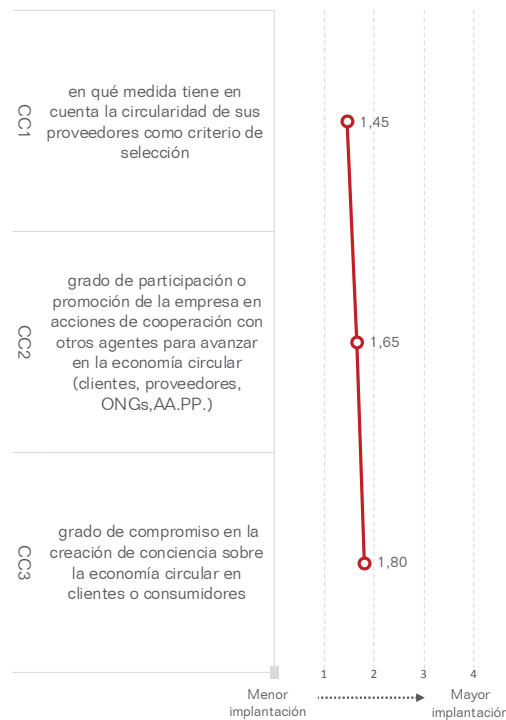 CC1
en qué medida tiene en
cuenta la circularidad de sus
proveedores como criterio de
selección
1,45
CC2
grado de participación o
promoción de la empresa en
acciones de cooperación con
otros agentes para avanzar
en la economía circular
(clientes, proveedores,
ONGs,AA.PP.)
1,65
CC3
grado de compromiso en la
creación de conciencia sobre
la economía circular en
clientes o consumidores
1,80
1 2 3 4
Menor
implantación
Mayor
implantación